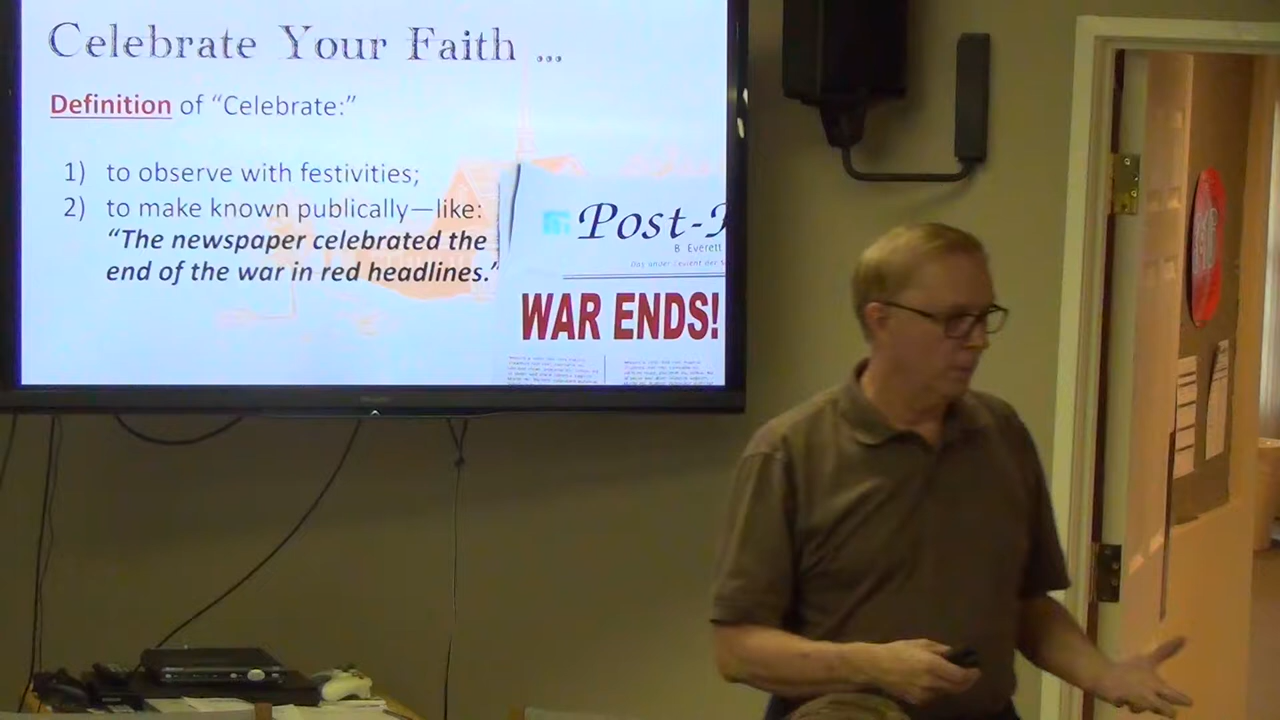 Celebrate Your Faith ...
Definition of “Celebrate:”
1) to observe with festivities;
2) to make known publically—like:
“The newspaper celebrated the
end of the war in red headlines.”
Post-
B. Everett
WAR ENDS!